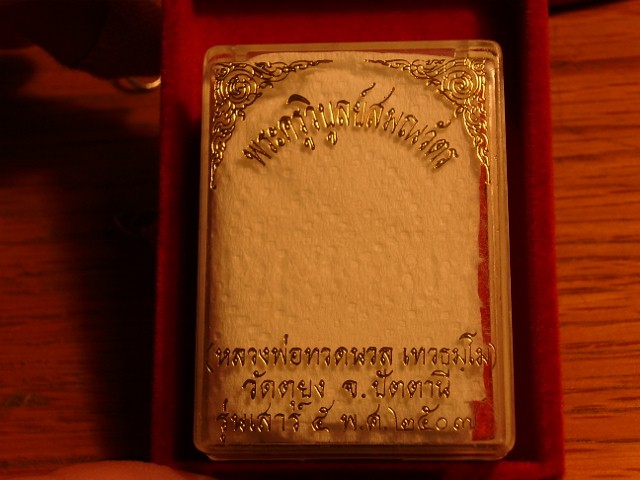 พระครูวิบูลย์สมณวัตร
(หลวงพ่อทวดนวล เทวธมฺโม)
วัดตุยง จ.ปัตตานี
รุ่นเสาร์ ๕ พ.ศ.๒๕๐๓